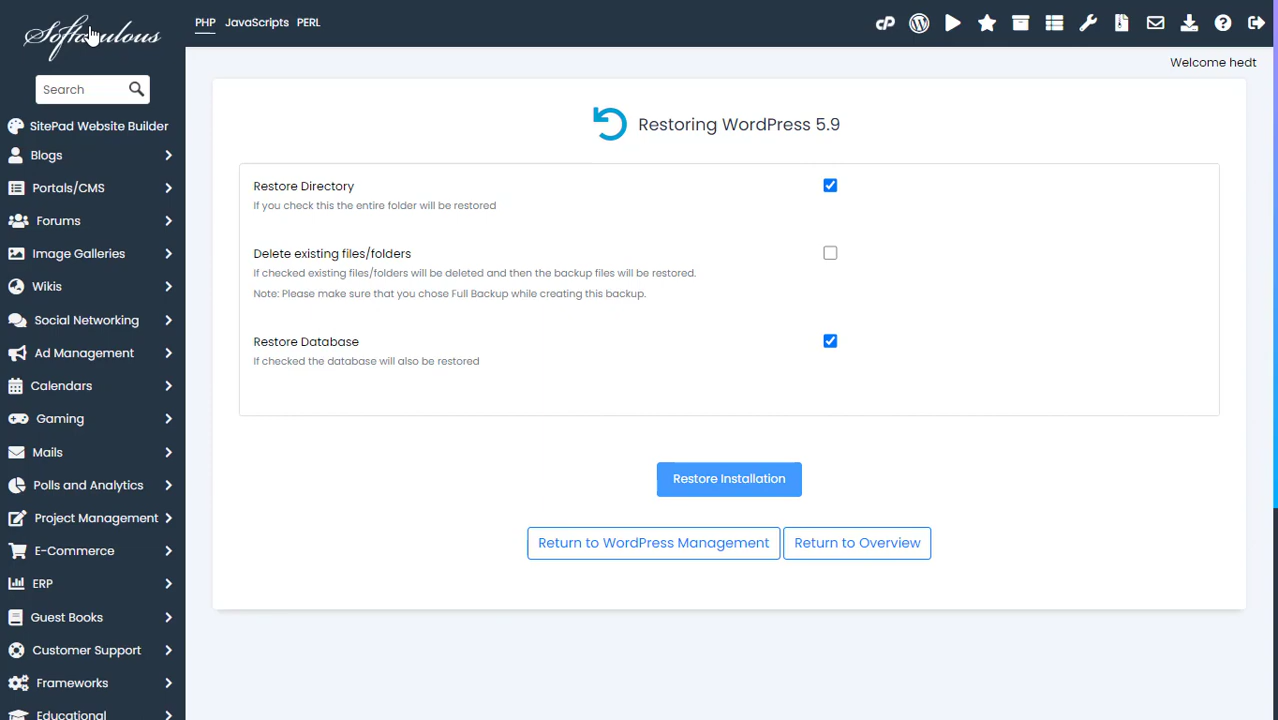 Softaculous
PHP JavaScripts PERL
Welcome hedt
Search
SitePad Website Builder
Blogs
Portals/CMS
Forums
Image Galleries
Wikis
Social Networking
Ad Management
Calendars
Gaming
Mails
Polls and Analytics
Project Management
E-Commerce
ERP
Guest Books
Customer Support
Frameworks
Educational
Restoring WordPress 5.9
Restore Directory
If you check this the entire folder will be restored
Delete existing files/folders
If checked existing files/folders will be deleted and then the backup files will be restored.
Note: Please make sure that you chose Full Backup while creating this backup.
Restore Database
If checked the database will also be restored
Restore Installation
Return to WordPress Management
Return to Overview